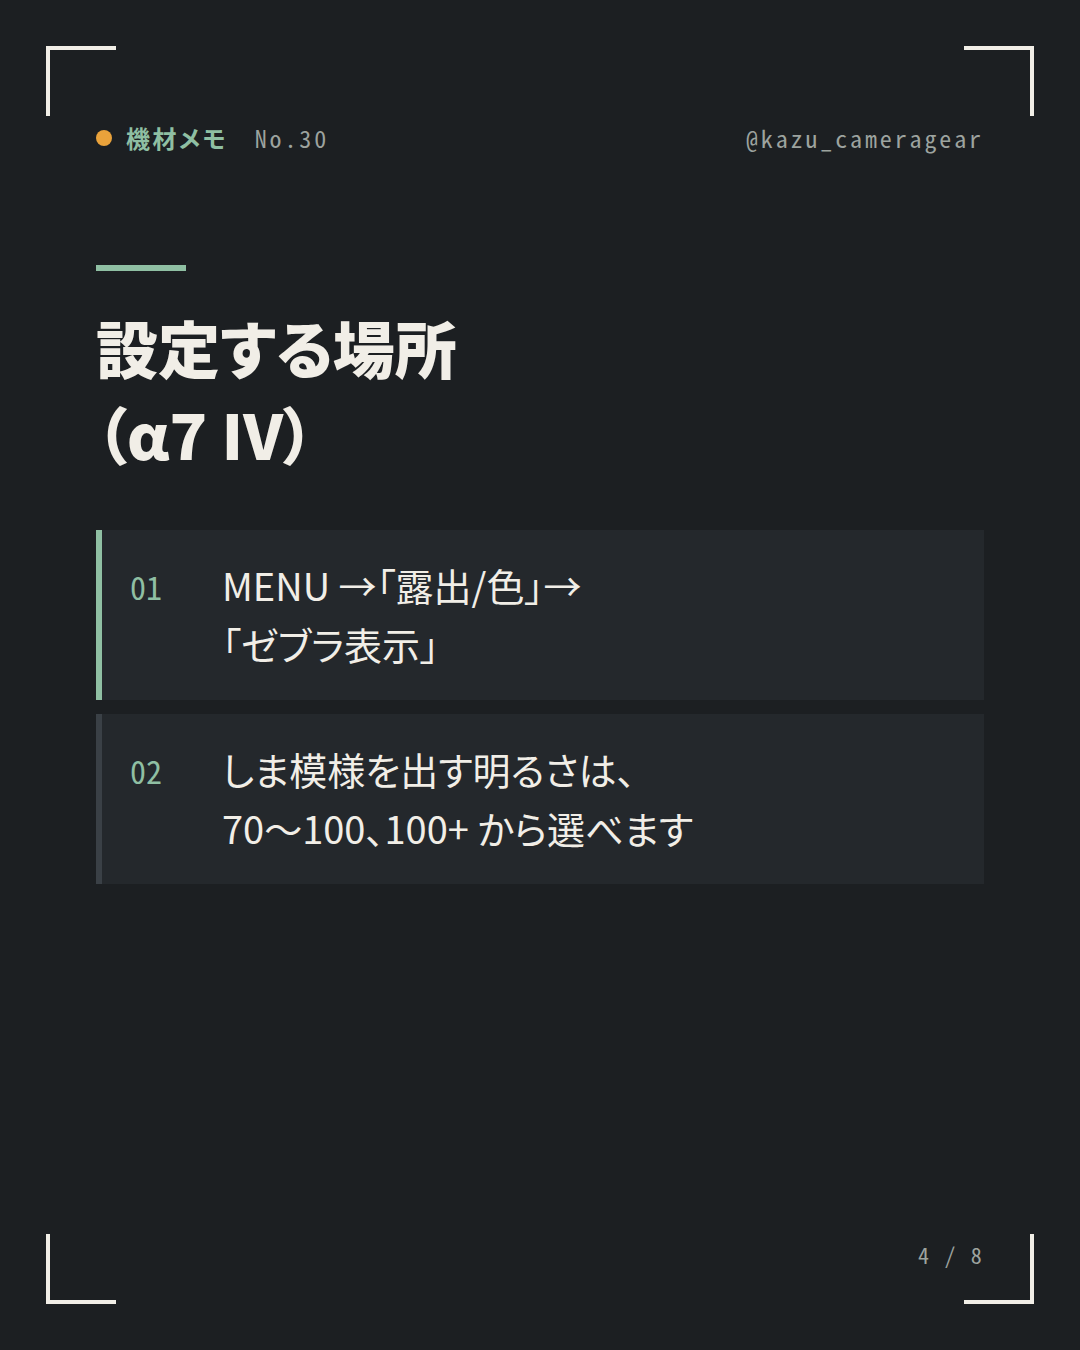 機材メモ No.30
@kazu_cameragear
設定する場所
（α7 IV）
01 MENU →「露出/色」→
「ゼブラ表示」
02 しま模様を出す明るさは、
70〜100、100+ から選べます
4 / 8